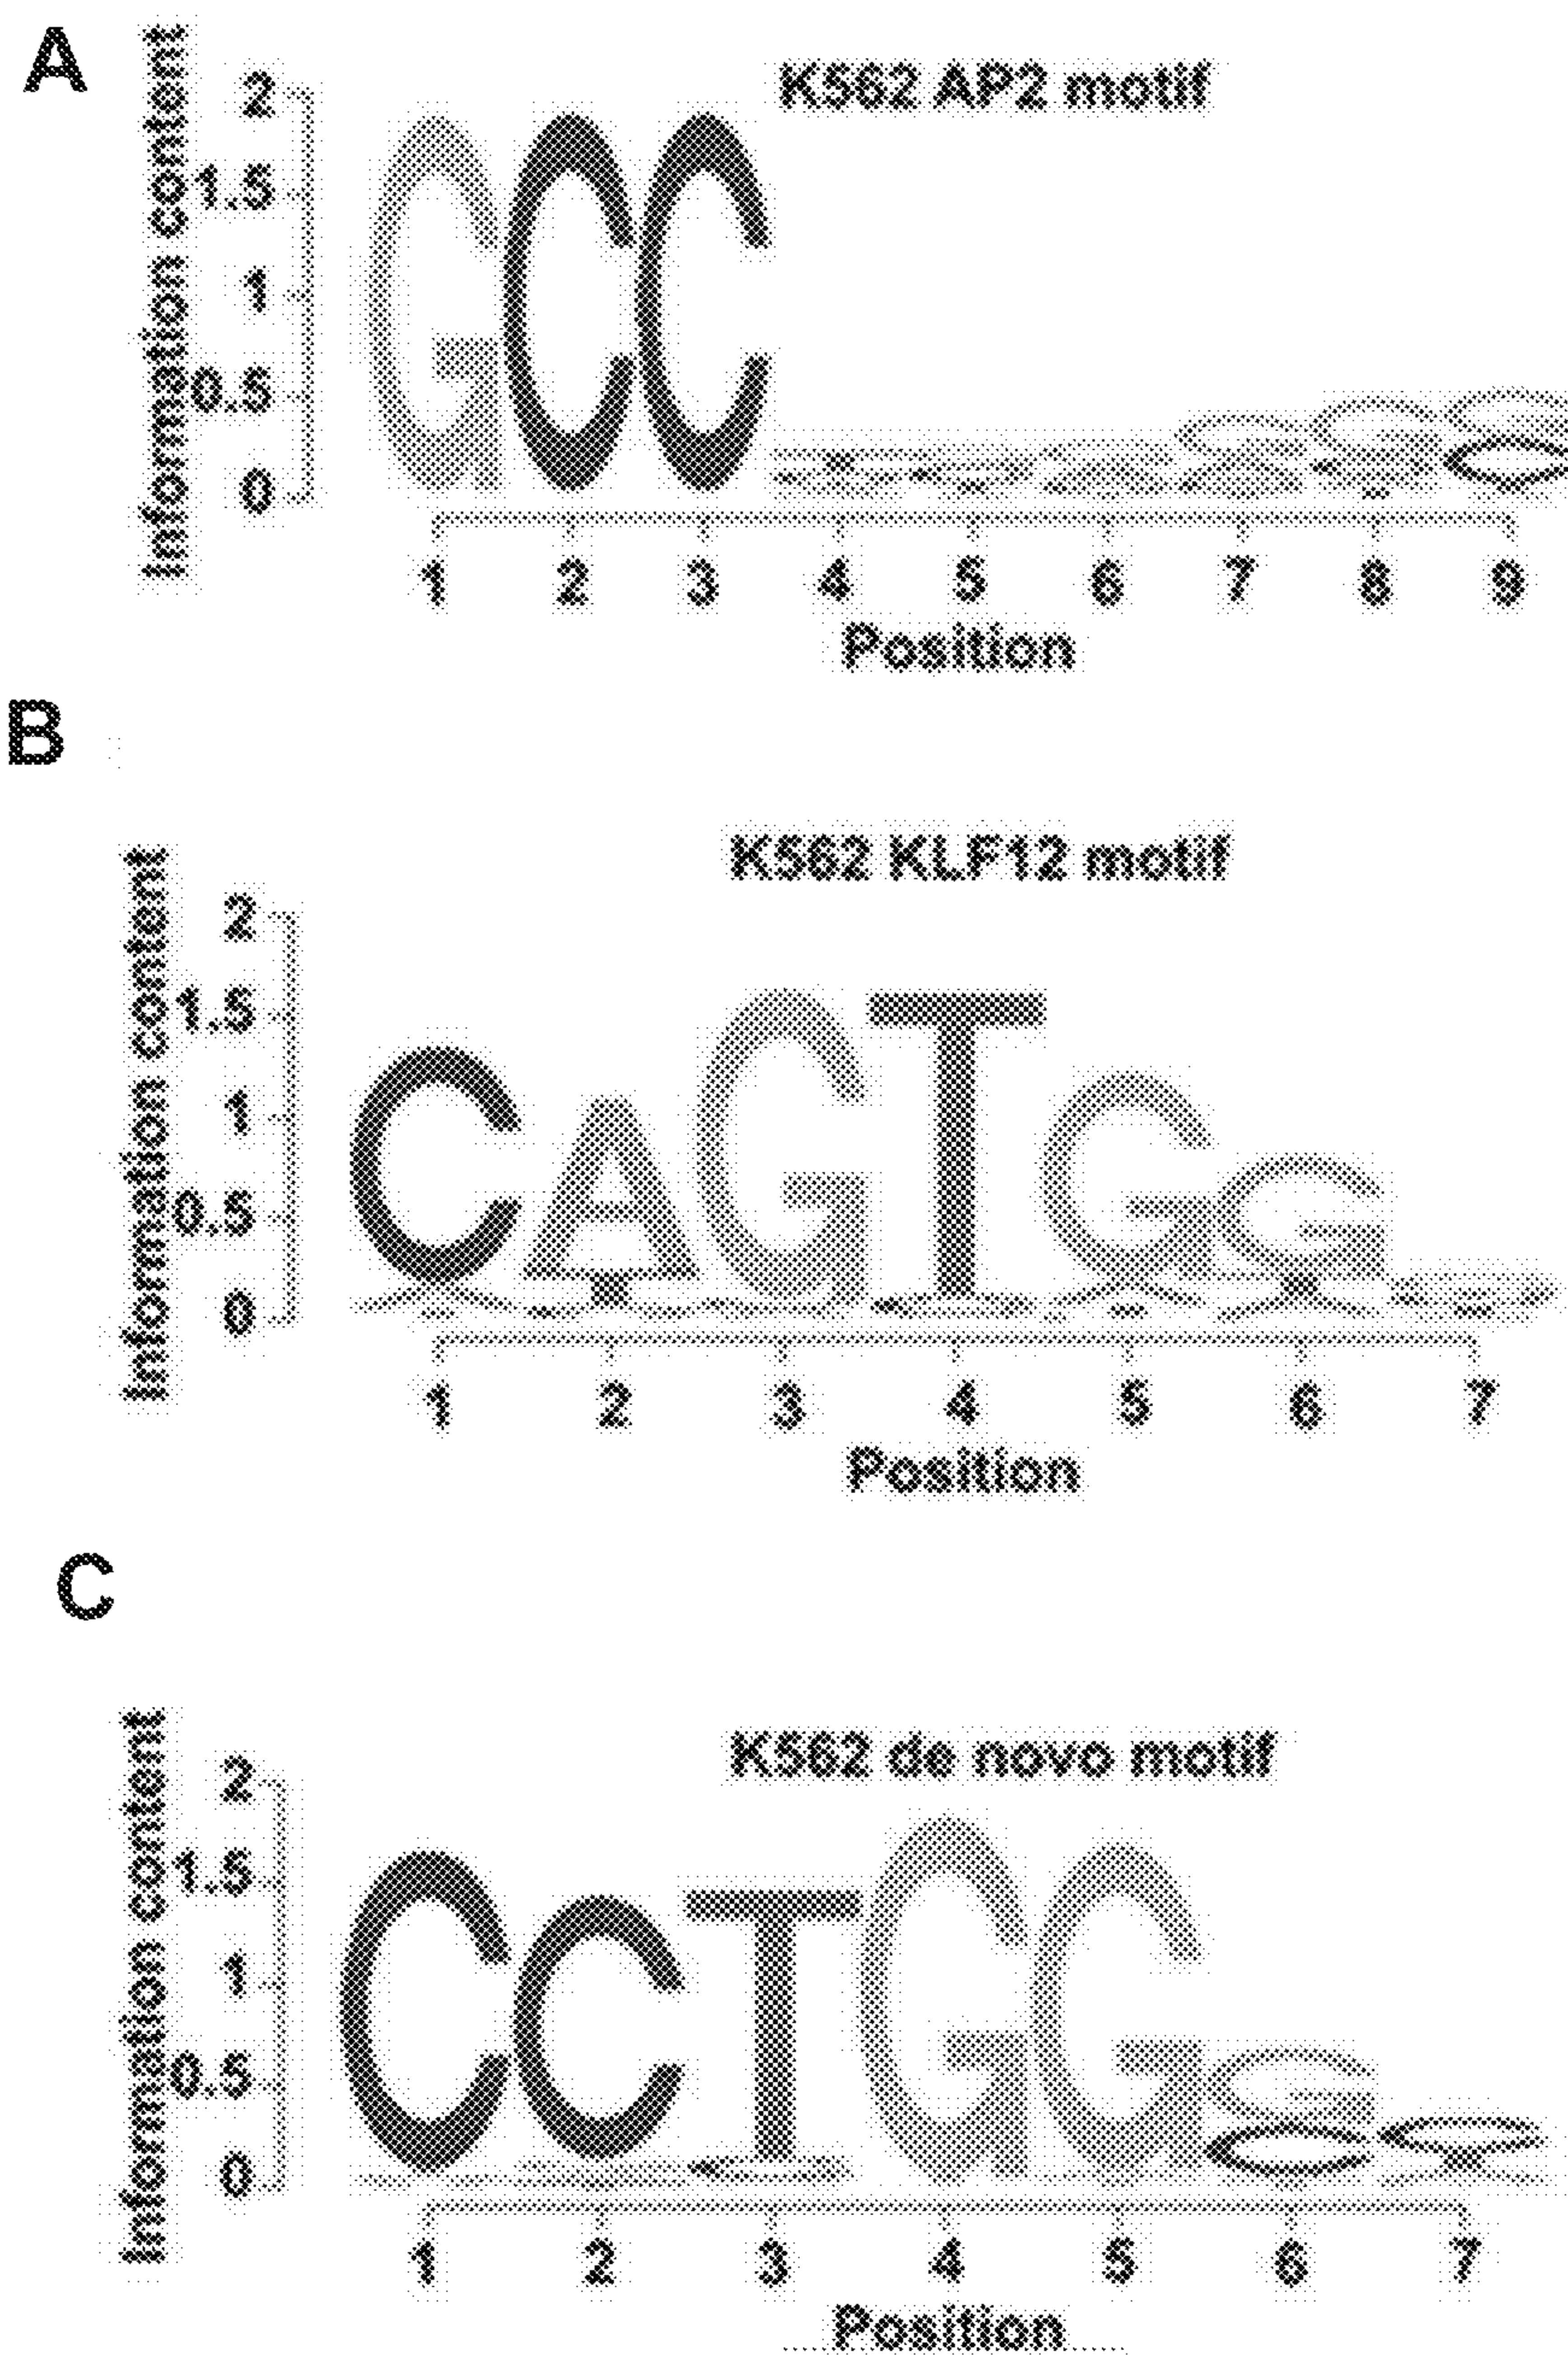 A
K562 AP2 motif
Information content
2
1.5
1
0.5
0
GCC
1 2 3 4 5 6 7 8 9
Position
B
K562 KLF12 motif
Information content
2
1.5
1
0.5
0
CAGTGG
1 2 3 4 5 6 7
Position
C
K562 de novo motif
Information content
2
1.5
1
0.5
0
CCTGGG
1 2 3 4 5 6 7
Position